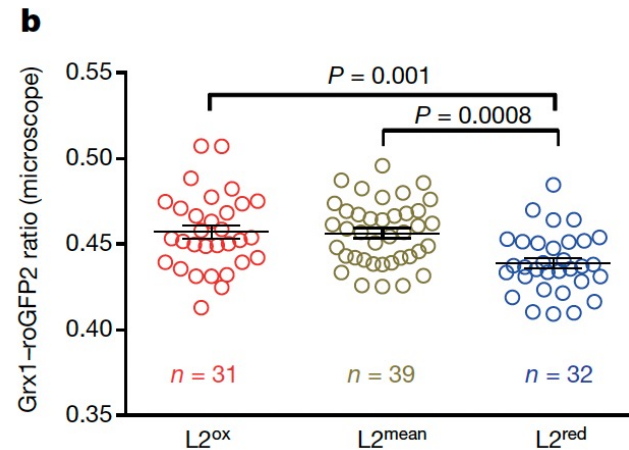 b
Grx1–roGFP2 ratio (microscope)
0.55
0.50
0.45
0.40
0.35
P = 0.001
P = 0.0008
n = 31
n = 39
n = 32
L2ox
L2mean
L2red